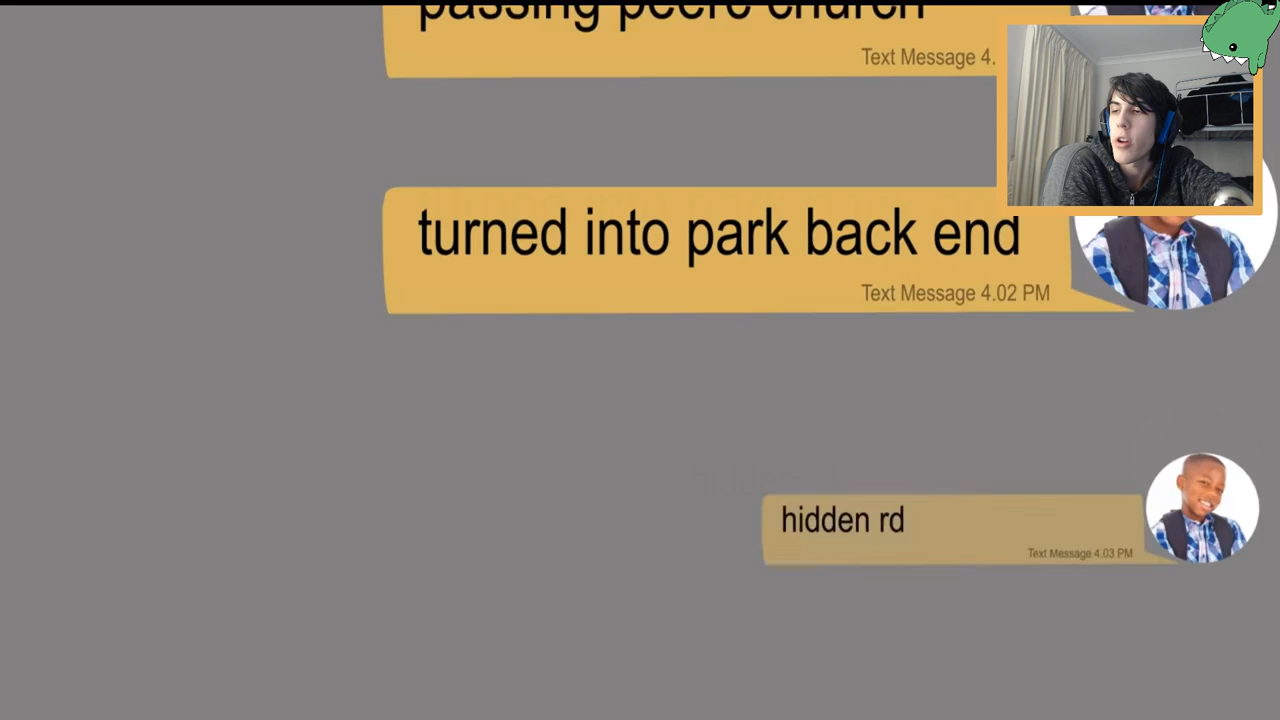 passing peers church
Text Message 4.
turned into park back end
Text Message 4.02 PM
hidden rd
Text Message 4.03 PM